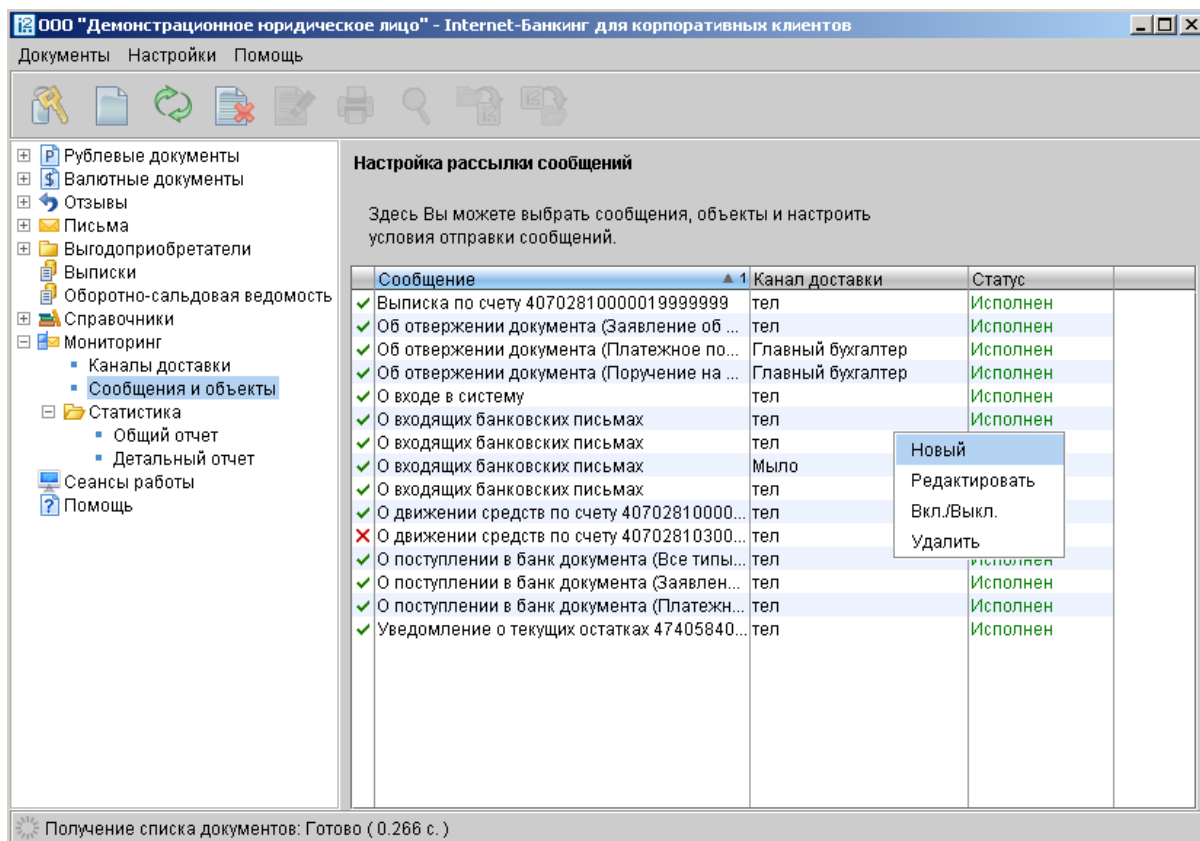 ООО "Демонстрационное юридическое лицо" - Internet-Банкинг для корпоративных клиентов
Документы Настройки Помощь
Рублевые документы
Валютные документы
Отзывы
Письма
Выгодоприобретатели
Выписки
Оборотно-сальдовая ведомость
Справочники
Мониторинг
Каналы доставки
Сообщения и объекты
Статистика
Общий отчет
Детальный отчет
Сеансы работы
Помощь
Настройка рассылки сообщений
Здесь Вы можете выбрать сообщения, объекты и настроить
условия отправки сообщений.
Сообщение 1 Канал доставки Статус
Выписка по счету 40702810000019999999 тел Исполнен
Об отвержении документа (Заявление об ... тел Исполнен
Об отвержении документа (Платежное по... Главный бухгалтер Исполнен
Об отвержении документа (Поручение на ... Главный бухгалтер Исполнен
О входе в систему тел Исполнен
О входящих банковских письмах тел Исполнен
О входящих банковских письмах тел
О входящих банковских письмах Мыло
О входящих банковских письмах тел
О движении средств по счету 40702810000... тел
О движении средств по счету 40702810300... тел
О поступлении в банк документа (Все типы... тел Исполнен
О поступлении в банк документа (Заявлен... тел Исполнен
О поступлении в банк документа (Платежн... тел Исполнен
Уведомление о текущих остатках 47405840... тел Исполнен
Новый
Редактировать
Вкл./Выкл.
Удалить
Получение списка документов: Готово ( 0.266 с. )